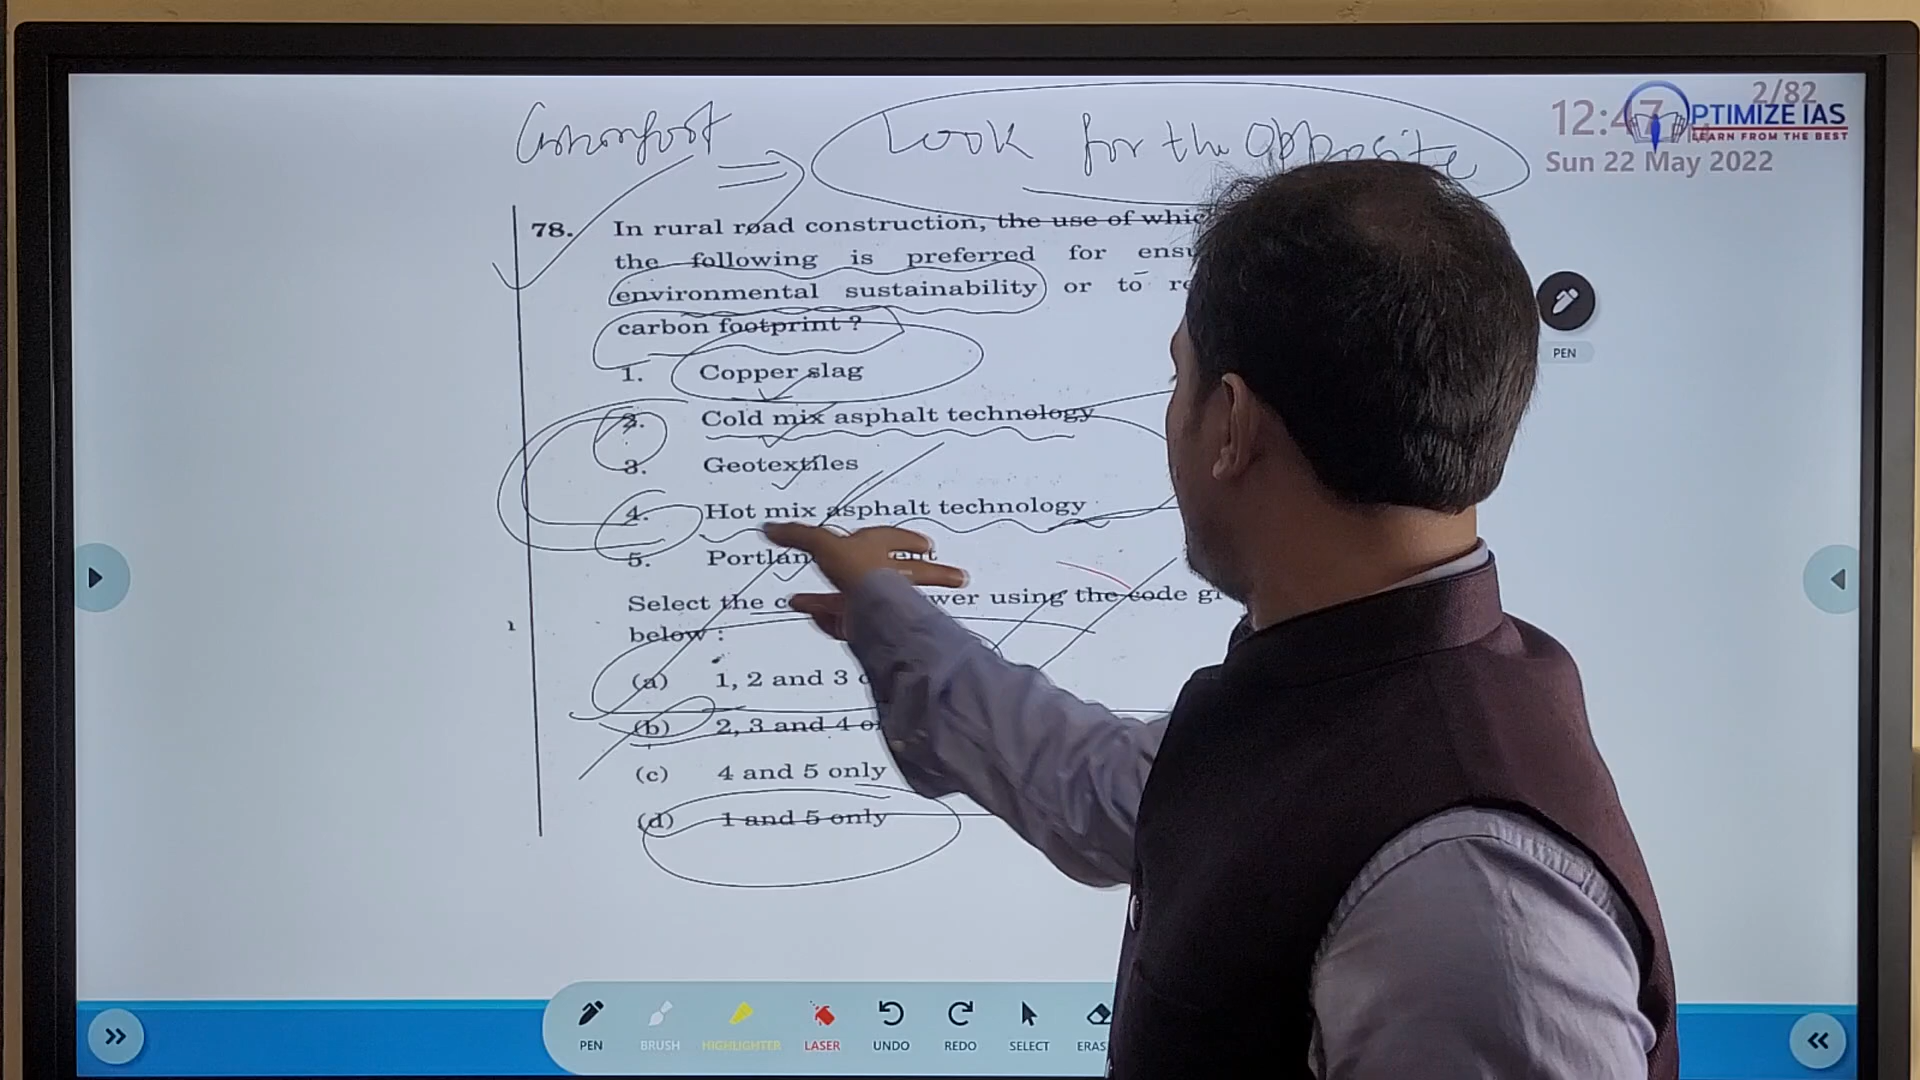 Look for the Opposite
2/82
12:47
PTIMIZE IAS
LEARN FROM THE BEST
Sun 22 May 2022
78. In rural road construction, the use of whic
the following is preferred for ensu
environmental sustainability or to re
carbon footprint ?
1. Copper slag
2. Cold mix asphalt technology
3. Geotextiles
4. Hot mix asphalt technology
5. Portlan ent
Select the c wer using the code gi
below :
(a) 1, 2 and 3 o
(b) 2, 3 and 4 o
(c) 4 and 5 only
(d) 1 and 5 only
PEN
PEN
BRUSH
HIGHLIGHTER
LASER
UNDO
REDO
SELECT
ERAS